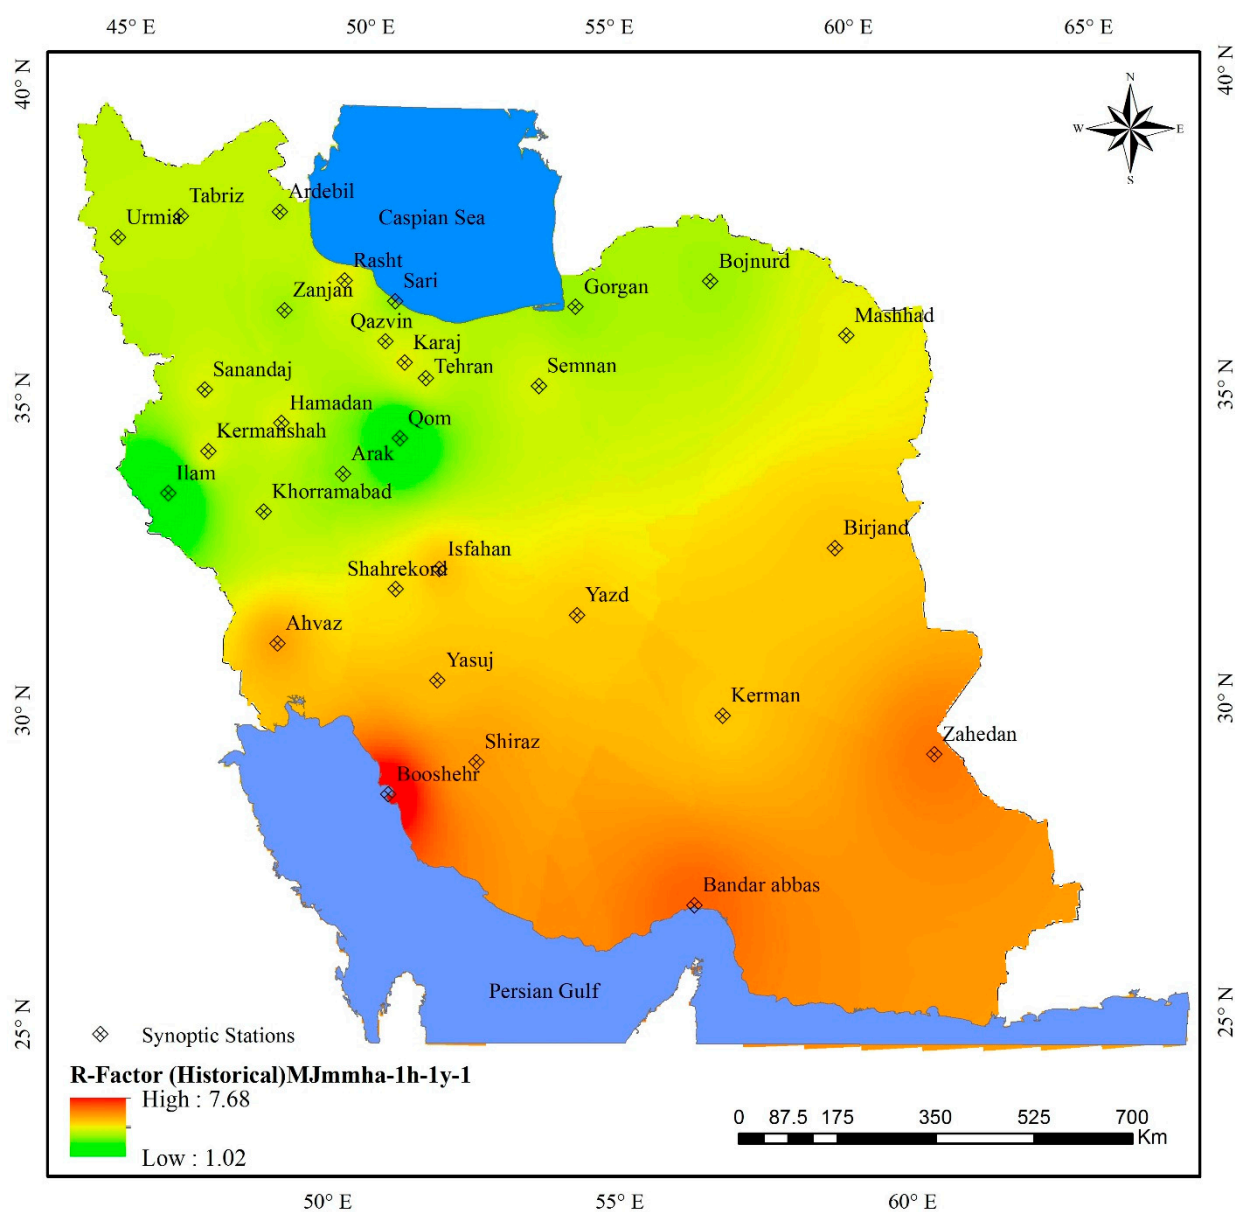 45° E 50° E 55° E 60° E 65° E
40° N 40° N
N
W E
S
Ardebil
Tabriz
Urmia Caspian Sea
Rasht Bojnurd
Sari
Zanjan Gorgan
Qazvin Mashhad
Karaj
Tehran Semnan
Sanandaj
35° N 35° N
Hamadan
Qom
Kermanshah
Arak
Ilam
Khorramabad
Birjand
Isfahan
Shahrekord
Yazd
Ahvaz
Yasuj
30° N 30° N
Kerman
Zahedan
Shiraz
Booshehr
Bandar abbas
Persian Gulf
25° N 25° N
Synoptic Stations
R-Factor (Historical)MJmmha-1h-1y-1
High : 7.68
Low : 1.02
0 87.5 175 350 525 700
Km
50° E 55° E 60° E